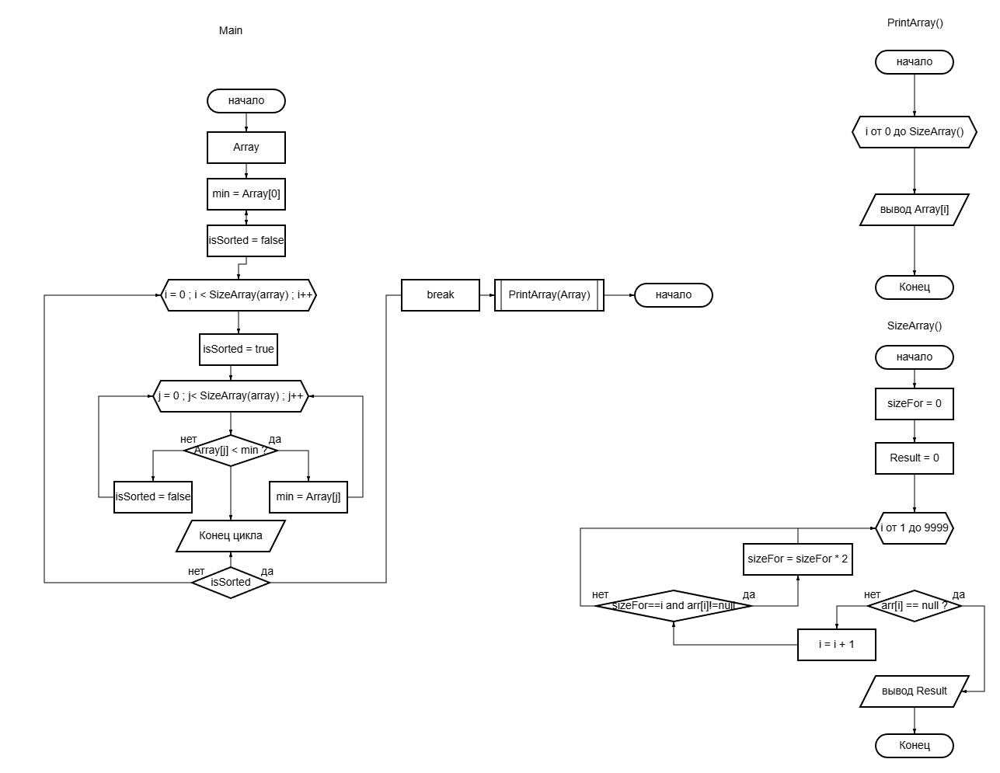 Main
начало
Array
min = Array[0]
isSorted = false
i = 0 ; i < SizeArray(array) ; i++
isSorted = true
j = 0 ; j< SizeArray(array) ; j++
нет
да
Array[j] < min ?
isSorted = false
min = Array[j]
Конец цикла
нет
да
isSorted
break
PrintArray(Array)
начало
PrintArray()
начало
i от 0 до SizeArray()
вывод Array[i]
Конец
SizeArray()
начало
sizeFor = 0
Result = 0
i от 1 до 9999
sizeFor = sizeFor * 2
нет
да
sizeFor==i and arr[i]!=null
нет
да
arr[i] == null ?
i = i + 1
вывод Result
Конец